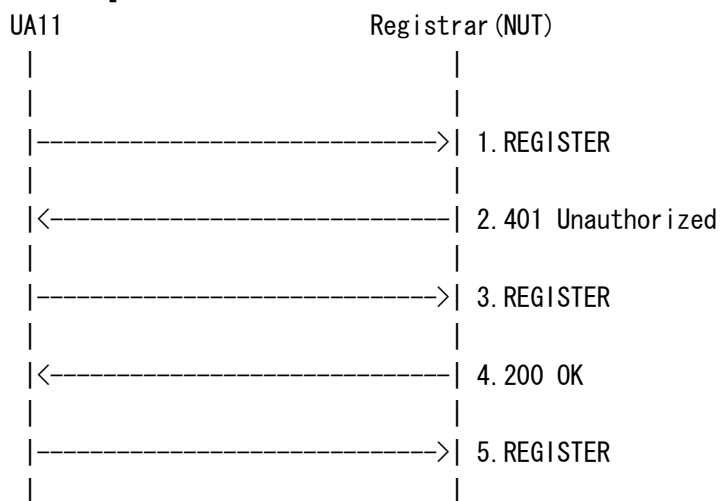 UA11 Registrar(NUT)
| |
| |
|--------------------------->| 1.REGISTER
| |
|<---------------------------| 2.401 Unauthorized
| |
|--------------------------->| 3.REGISTER
| |
|<---------------------------| 4.200 OK
| |
|--------------------------->| 5.REGISTER
| |